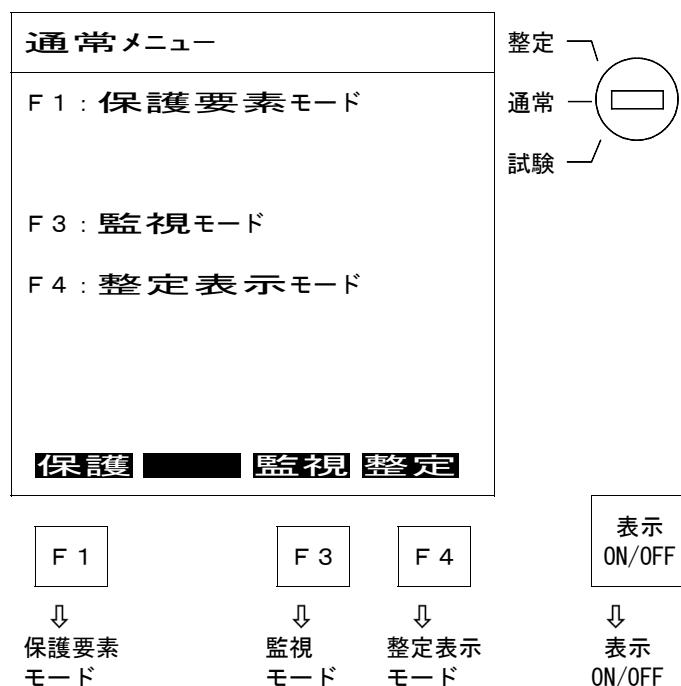 通常メニュー
F1:保護要素モード
F3:監視モード
F4:整定表示モード
保護 監視 整定
整定
通常
試験
F1
F3
F4
表示
ON/OFF
⇩ ⇩ ⇩ ⇩
保護要素
モード
監視
モード
整定表示
モード
表示
ON/OFF